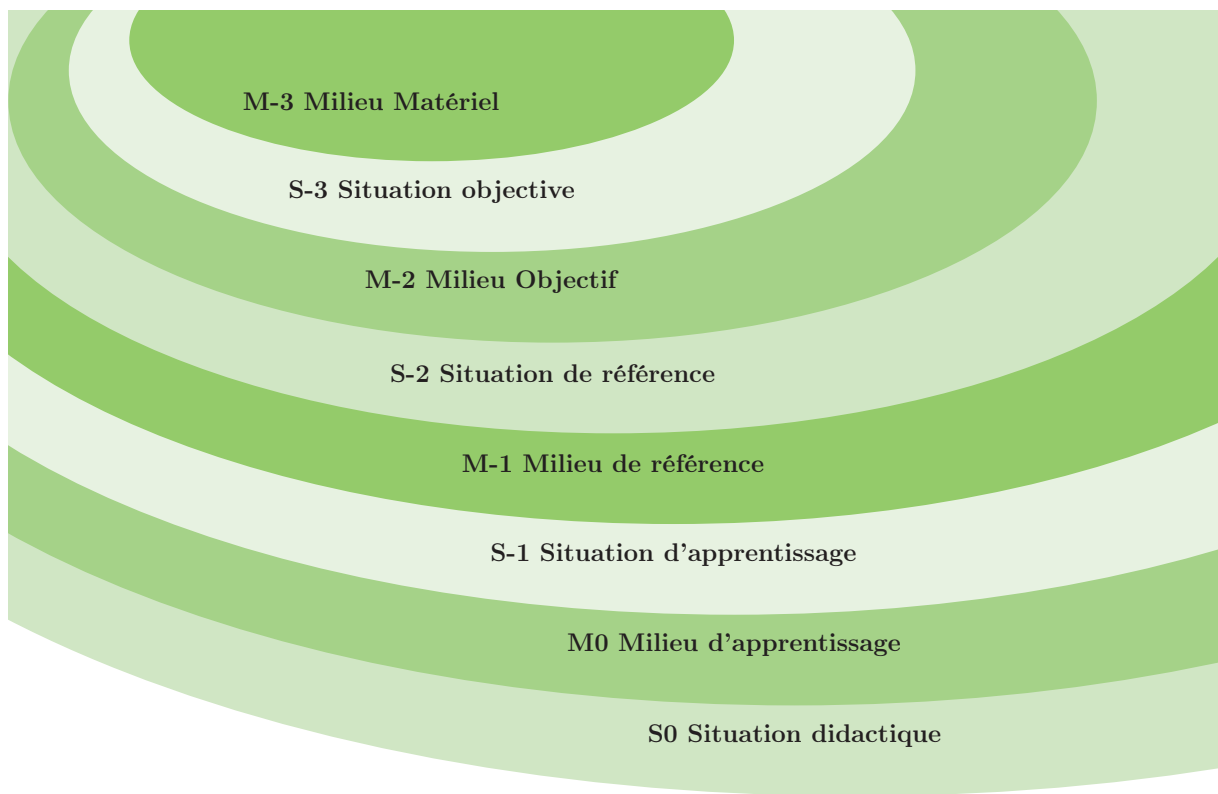 M-3 Milieu Matériel
S-3 Situation objective
M-2 Milieu Objectif
S-2 Situation de référence
M-1 Milieu de référence
S-1 Situation d'apprentissage
M0 Milieu d'apprentissage
S0 Situation didactique